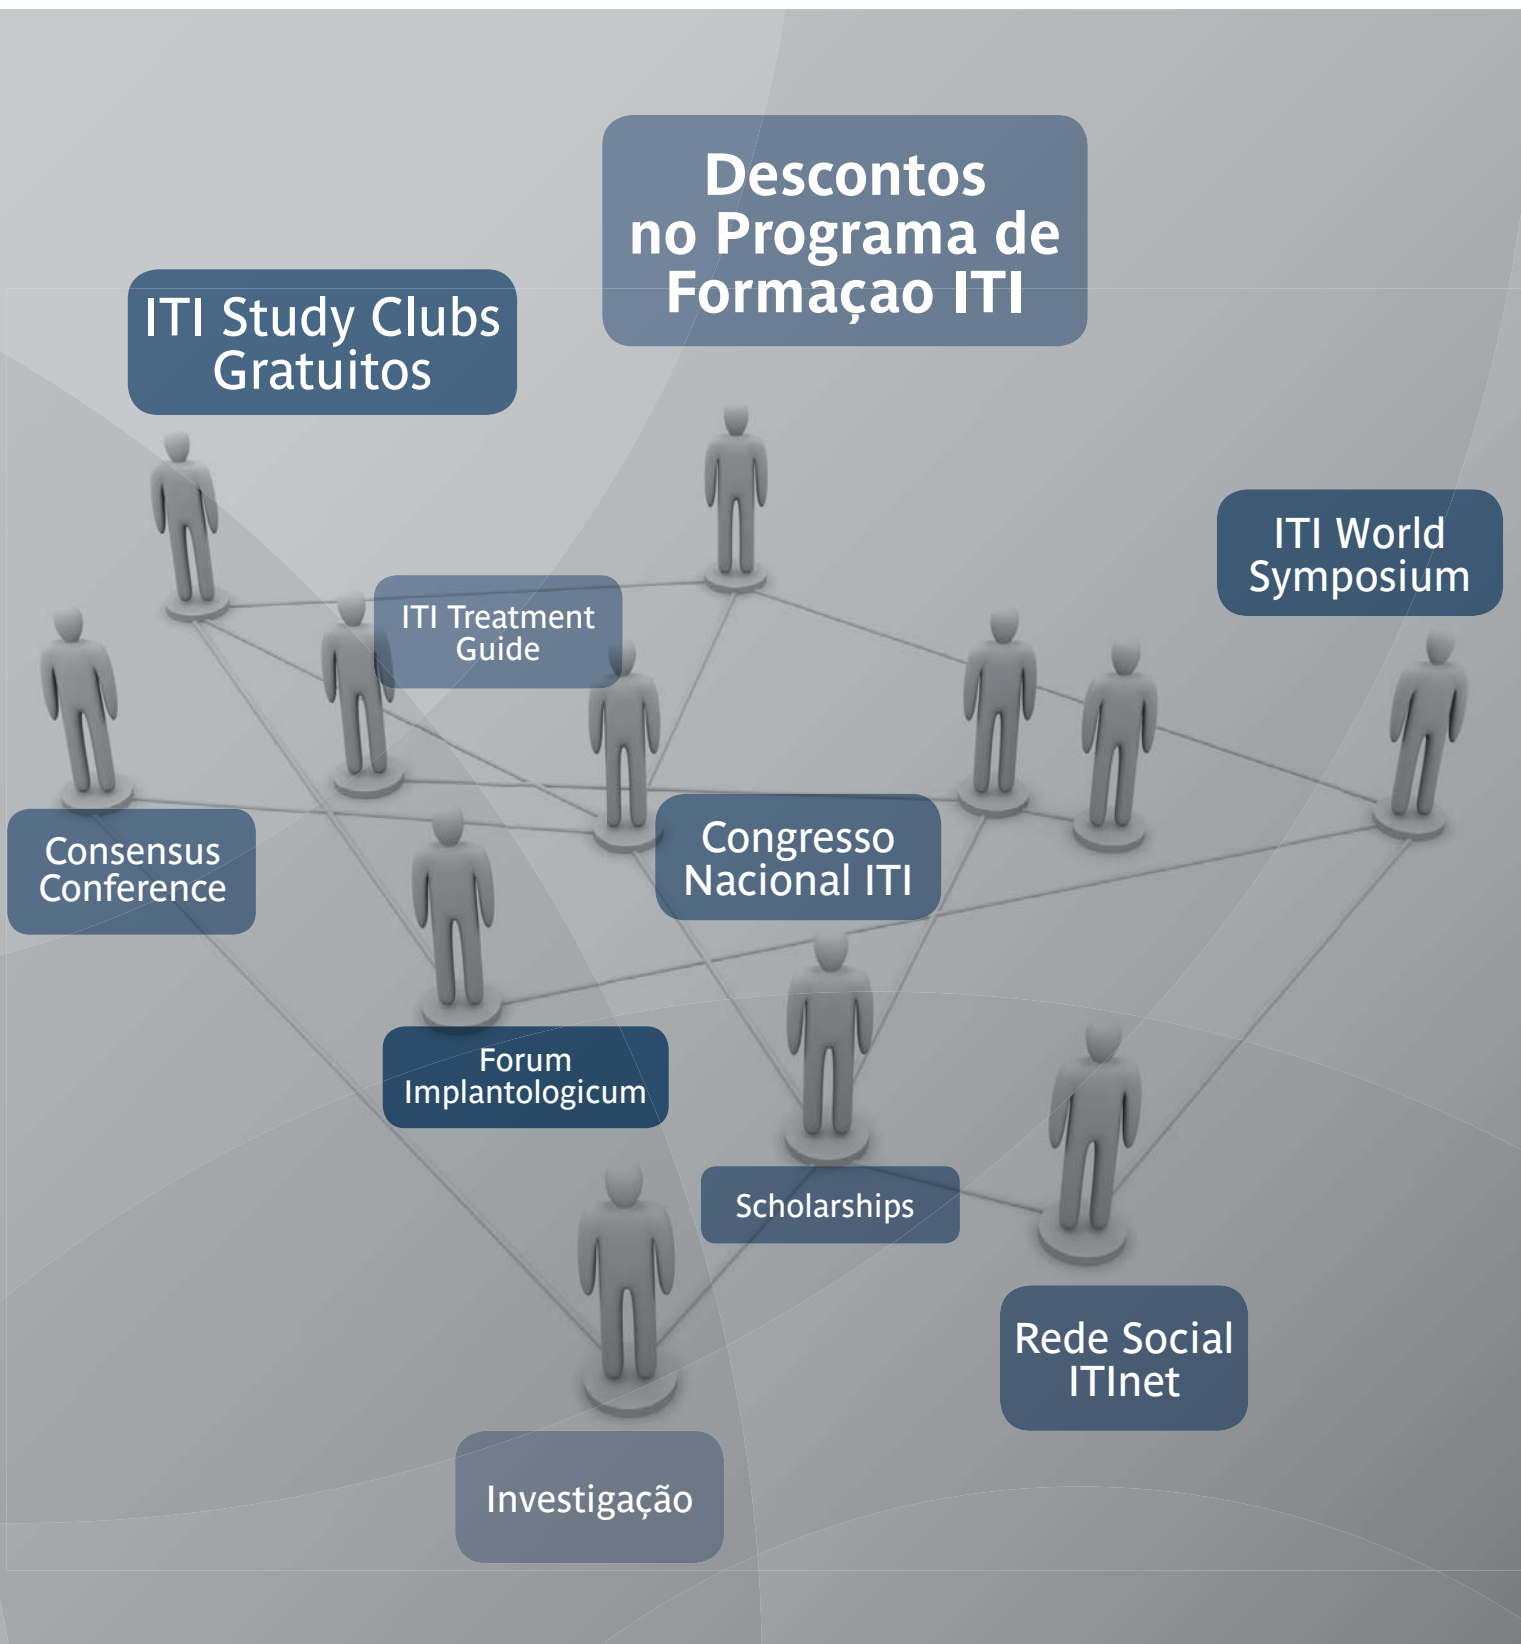 Descontos
no Programa de
Formaçao ITI
ITI Study Clubs
Gratuitos
ITI World
Symposium
ITI Treatment
Guide
Consensus
Conference
Congresso
Nacional ITI
Forum
Implantologicum
Scholarships
Rede Social
ITInet
Investigação